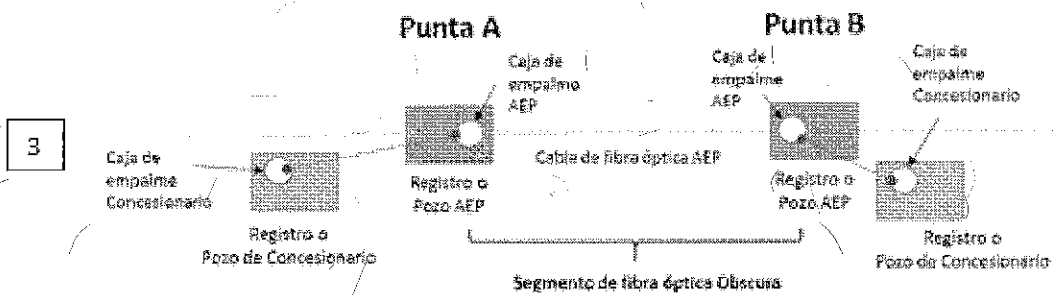 Punta A
Punta B
Caja de
empalme
AEP
Caja de
empalme
AEP
Caja de
empalme
Concesionario
3
Caja de
empalme
Concesionario
Cable de fibra óptica AEP
Registro o
Pozo AEP
Registro o
Pozo AEP
Registro o
Pozo de Concesionario
Registro o
Pozo de Concesionario
Segmento de fibra óptica Obscura